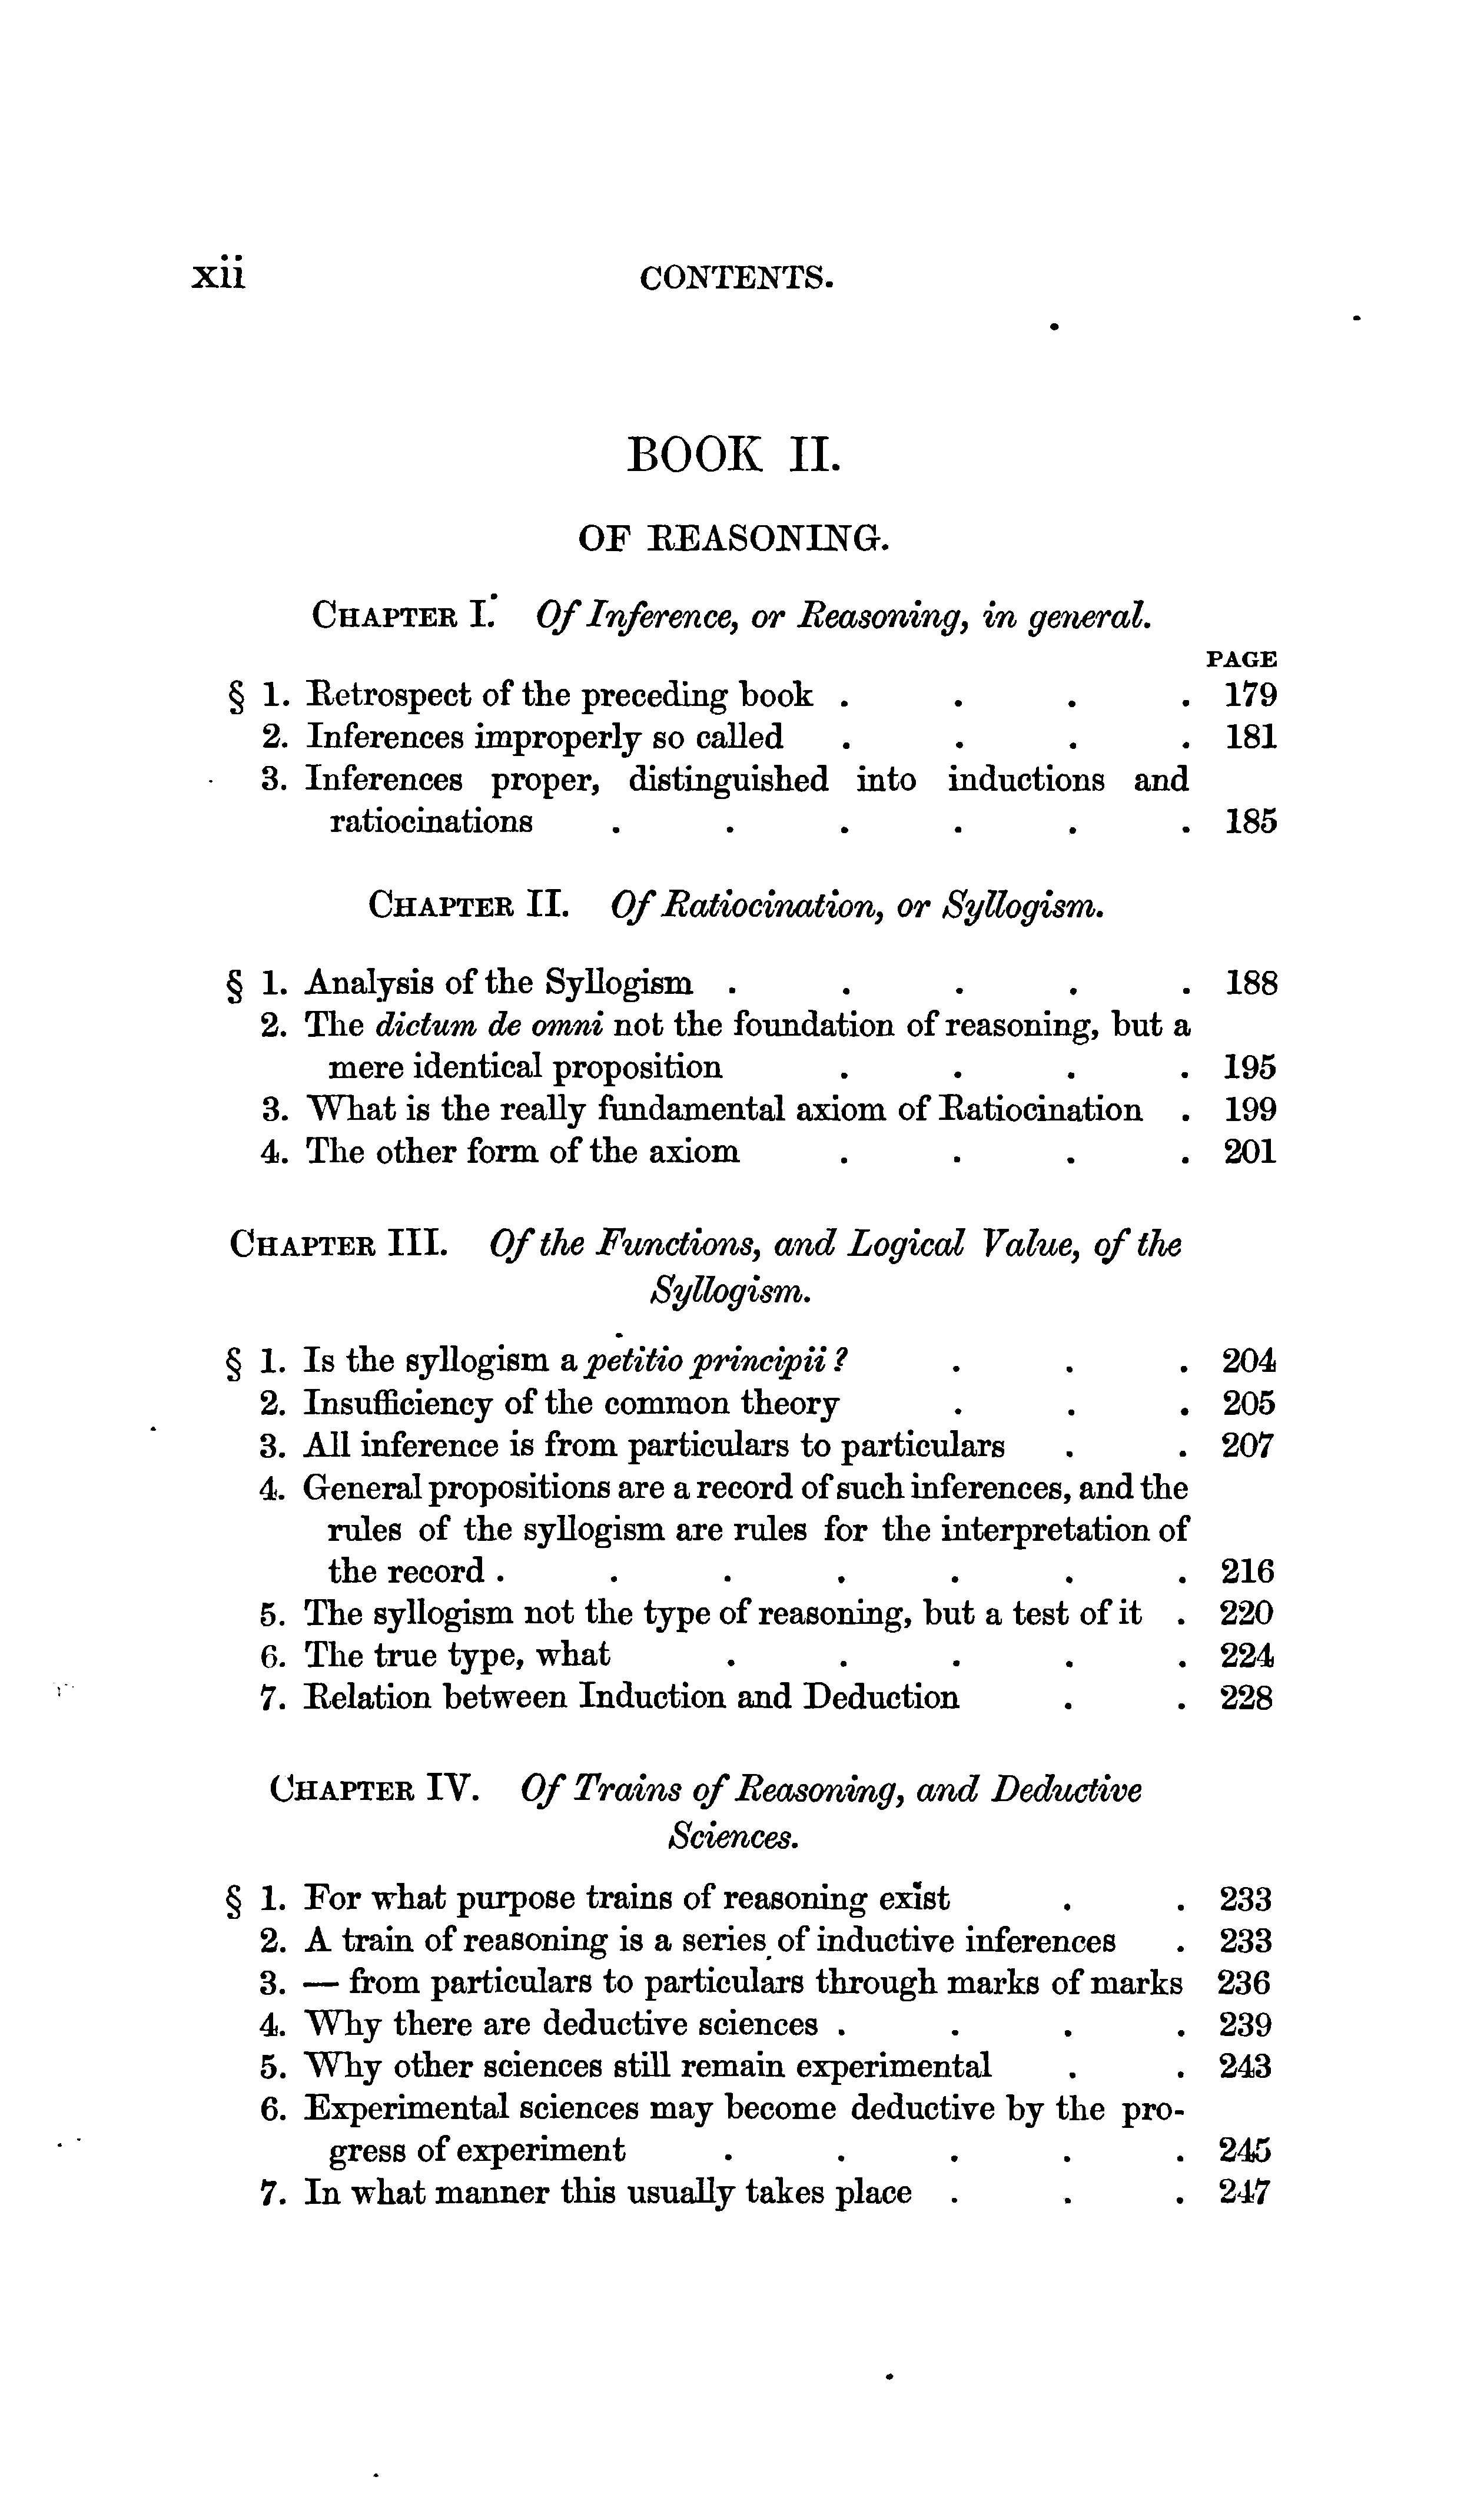 xii CONTENTS.
BOOK II.
OF REASONING.
CHAPTER I. Of Inference, or Reasoning, in general.
PAGE
§ 1. Retrospect of the preceding book . . . . 179
2. Inferences improperly so called . . . . 181
3. Inferences proper, distinguished into inductions and
ratiocinations . . . . . . 185
CHAPTER II. Of Ratiocination, or Syllogism.
§ 1. Analysis of the Syllogism . . . . . 188
2. The dictum de omni not the foundation of reasoning, but a
mere identical proposition . . . . 195
3. What is the really fundamental axiom of Ratiocination . 199
4. The other form of the axiom . . . . 201
CHAPTER III. Of the Functions, and Logical Value, of the
Syllogism.
§ 1. Is the syllogism a petitio principii? . . . 204
2. Insufficiency of the common theory . . . 205
3. All inference is from particulars to particulars . . 207
4. General propositions are a record of such inferences, and the
rules of the syllogism are rules for the interpretation of
the record . . . . . . . 216
5. The syllogism not the type of reasoning, but a test of it . 220
6. The true type, what . . . . . 224
7. Relation between Induction and Deduction . . 228
CHAPTER IV. Of Trains of Reasoning, and Deductive
Sciences.
§ 1. For what purpose trains of reasoning exist . . 233
2. A train of reasoning is a series of inductive inferences . 233
3. — from particulars to particulars through marks of marks 236
4. Why there are deductive sciences . . . . 239
5. Why other sciences still remain experimental . . 243
6. Experimental sciences may become deductive by the pro-
gress of experiment . . . . . 245
7. In what manner this usually takes place . . . 247